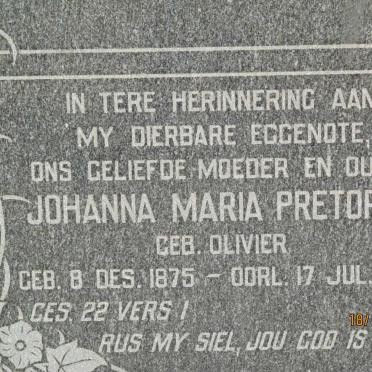 IN TERE HERINNERING AAN
MY DIERBARE EGGENOTE,
ONS GELIEFDE MOEDER EN OU
JOHANNA MARIA PRETOR
GEB. OLIVIER
GEB. 8 DES. 1875 – OORL. 17 JUL.
GES. 22 VERS 1
RUS MY SIEL, JOU GOD IS
18/